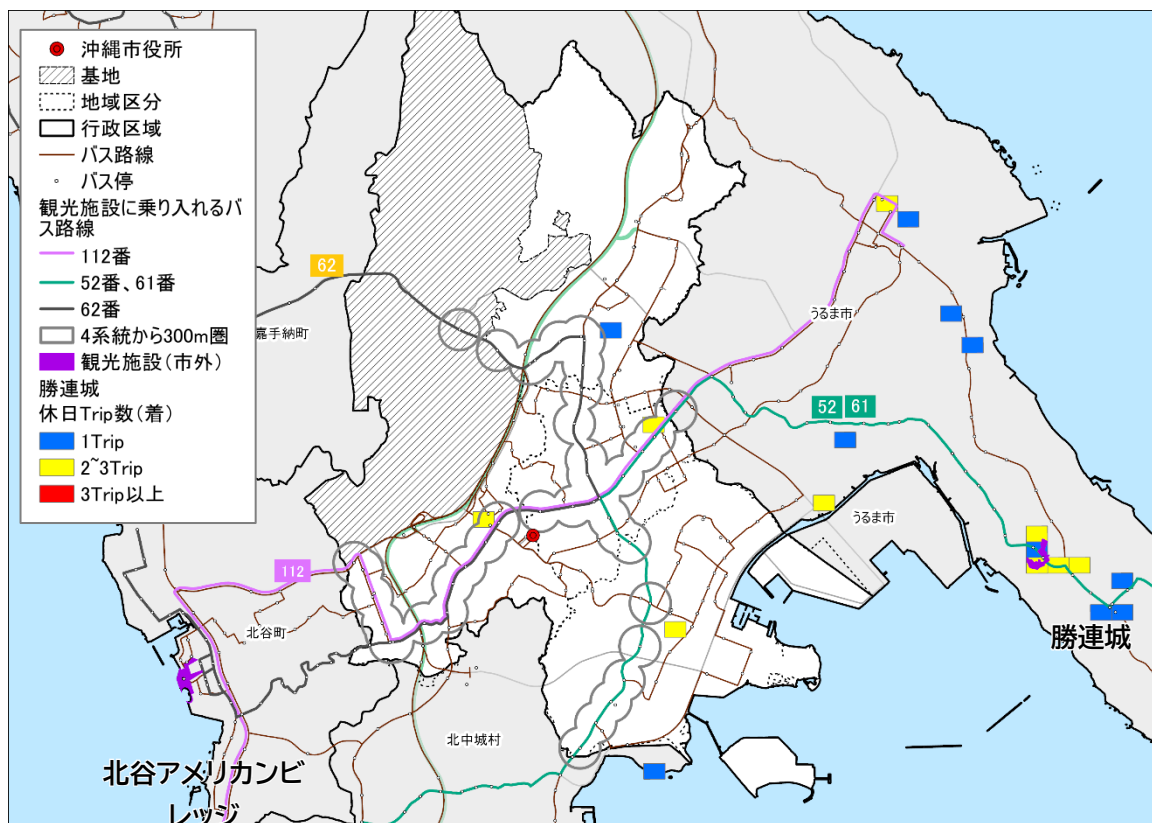 沖縄市役所
基地
地域区分
行政区域
バス路線
バス停
観光施設に乗り入れるバ
ス路線
112番
52番、61番
62番
4系統から300m圏
観光施設(市外)
勝連城
休日Trip数(着)
1Trip
2~3Trip
3Trip以上
62
嘉手納町
うるま市
52 61
うるま市
112
北谷町
勝連城
北中城村
北谷アメリカンビ
レッジ